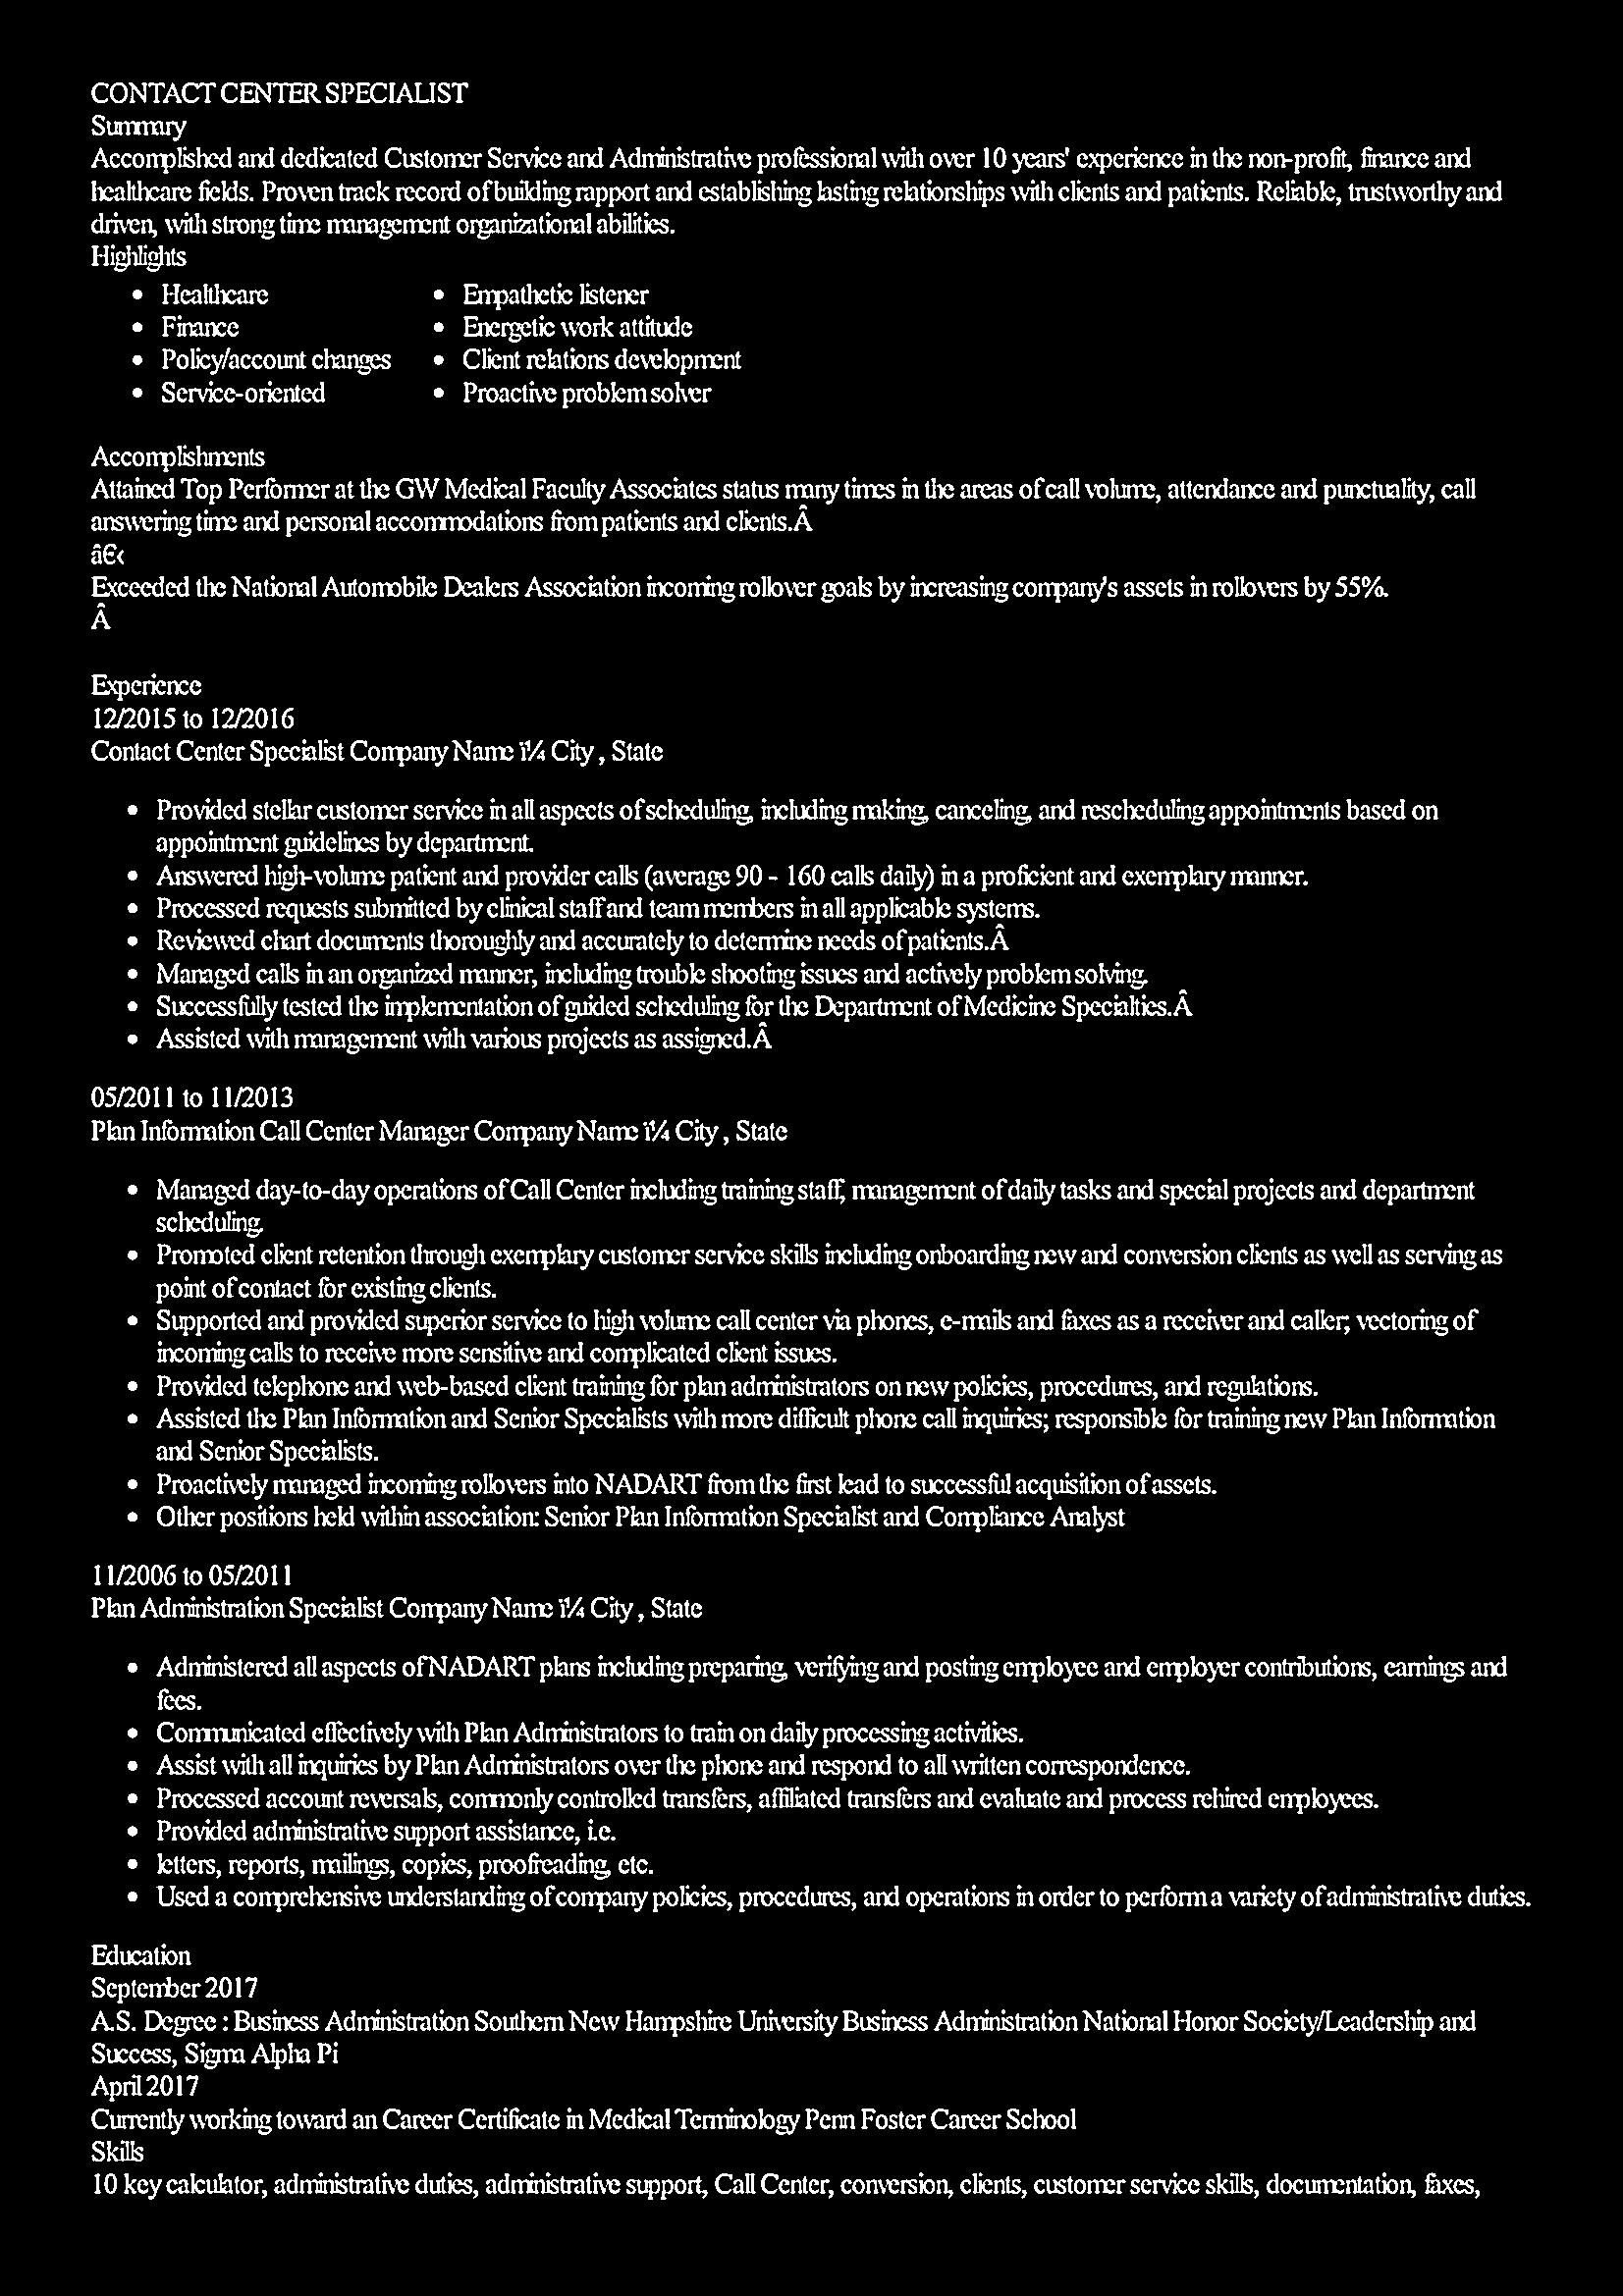 CONTACT CENTER SPECIALIST
Summary
Accomplished and dedicated Customer Service and Administrative professional with over 10 years' experience in the non-profit, finance and
healthcare fields. Proven track record of building rapport and establishing lasting relationships with clients and patients. Reliable, trustworthy and
driven, with strong time management organizational abilities.
Highlights
• Healthcare
• Finance
• Policy/account changes
• Service-oriented
• Empathetic listener
• Energetic work attitude
• Client relations development
• Proactive problem solver
Accomplishments
Attained Top Performer at the GW Medical Faculty Associates status many times in the areas of call volume, attendance and punctuality, call
answering time and personal accommodations from patients and clients.Â
â€‹
Exceeded the National Automobile Dealers Association incoming rollover goals by increasing company's assets in rollovers by 55%.
Â
Experience
12/2015 to 12/2016
Contact Center Specialist Company Name ï¼ City , State
• Provided stellar customer service in all aspects of scheduling, including making, canceling, and rescheduling appointments based on
appointment guidelines by department.
• Answered high-volume patient and provider calls (average 90 - 160 calls daily) in a proficient and exemplary manner.
• Processed requests submitted by clinical staff and team members in all applicable systems.
• Reviewed chart documents thoroughly and accurately to determine needs of patients.Â
• Managed calls in an organized manner, including trouble shooting issues and actively problem solving.
• Successfully tested the implementation of guided scheduling for the Department of Medicine Specialties.Â
• Assisted with management with various projects as assigned.Â
05/2011 to 11/2013
Plan Information Call Center Manager Company Name ï¼ City , State
• Managed day-to-day operations of Call Center including training staff, management of daily tasks and special projects and department
scheduling.
• Promoted client retention through exemplary customer service skills including onboarding new and conversion clients as well as serving as
point of contact for existing clients.
• Supported and provided superior service to high volume call center via phones, e-mails and faxes as a receiver and caller; vectoring of
incoming calls to receive more sensitive and complicated client issues.
• Provided telephone and web-based client training for plan administrators on new policies, procedures, and regulations.
• Assisted the Plan Information and Senior Specialists with more difficult phone call inquiries; responsible for training new Plan Information
and Senior Specialists.
• Proactively managed incoming rollovers into NADART from the first lead to successful acquisition of assets.
• Other positions held within association: Senior Plan Information Specialist and Compliance Analyst
11/2006 to 05/2011
Plan Administration Specialist Company Name ï¼ City , State
• Administered all aspects of NADART plans including preparing, verifying and posting employee and employer contributions, earnings and
fees.
• Communicated effectively with Plan Administrators to train on daily processing activities.
• Assist with all inquiries by Plan Administrators over the phone and respond to all written correspondence.
• Processed account reversals, commonly controlled transfers, affiliated transfers and evaluate and process rehired employees.
• Provided administrative support assistance, i.e.
• letters, reports, mailings, copies, proofreading, etc.
• Used a comprehensive understanding of company policies, procedures, and operations in order to perform a variety of administrative duties.
Education
September 2017
A.S. Degree : Business Administration Southern New Hampshire University Business Administration National Honor Society/Leadership and
Success, Sigma Alpha Pi
April 2017
Currently working toward an Career Certificate in Medical Terminology Penn Foster Career School
Skills
10 key calculator, administrative duties, administrative support, Call Center, conversion, clients, customer service skills, documentation, faxes,